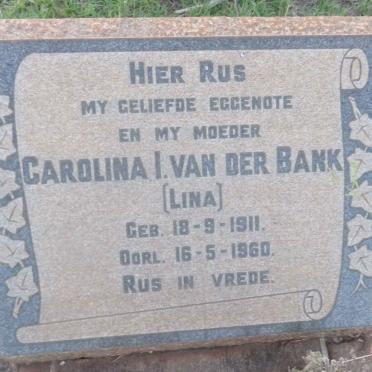 HIER RUS
MY GELIEFDE EGGENOTE
EN MY MOEDER
CAROLINA I. VAN DER BANK
(LINA)
GEB. 18-9-1911.
OORL. 16-5-1960.
RUS IN VREDE.